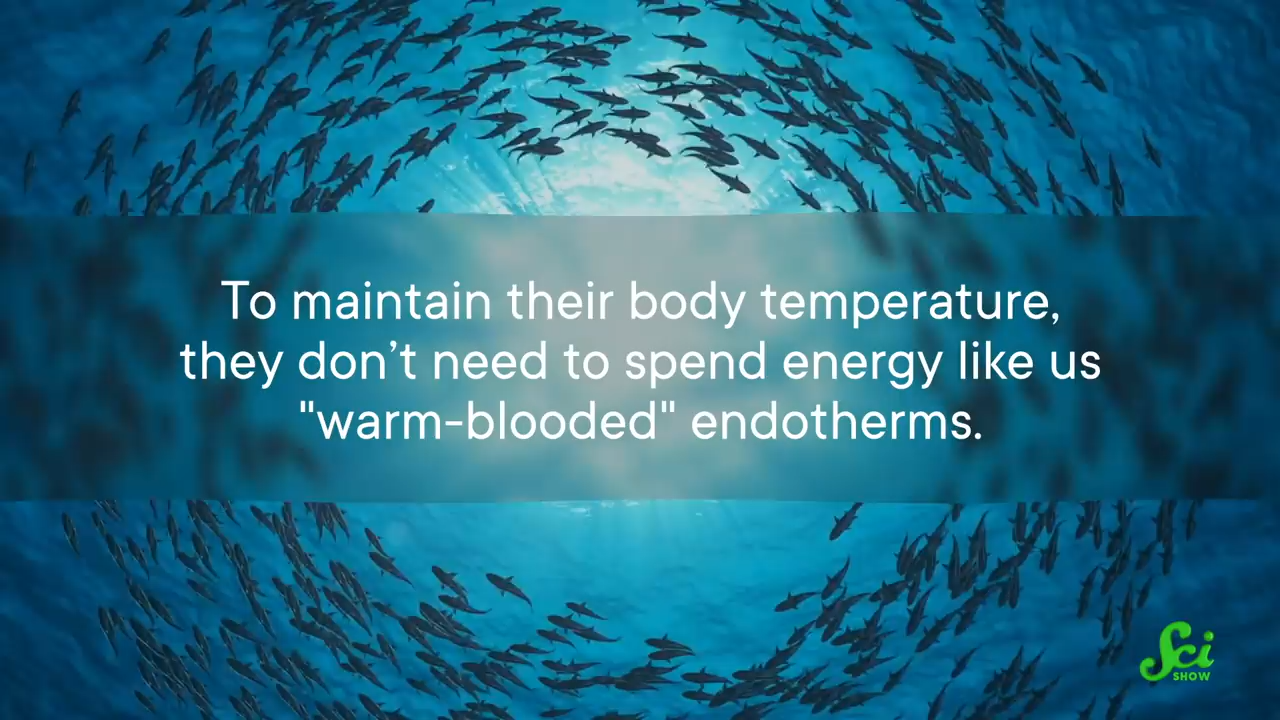 To maintain their body temperature,
they don’t need to spend energy like us
"warm-blooded" endotherms.
Sci
SHOW